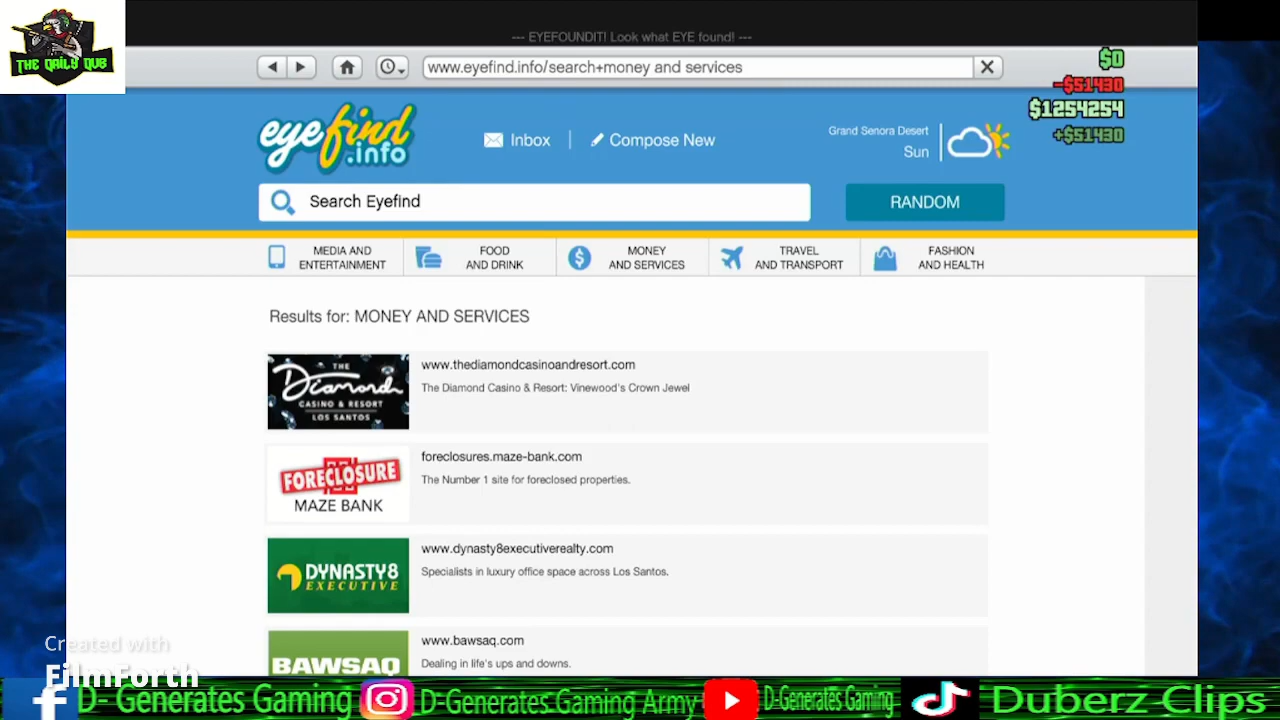 THE DAILY DUB
--- EYEFOUNDIT! Look what EYE found! ---
www.eyefind.info/search+money and services
$0
-$51430
$1254254
+$51430
eyefind
.info
Inbox
Compose New
Grand Senora Desert
Sun
Search Eyefind
RANDOM
MEDIA AND
ENTERTAINMENT
FOOD
AND DRINK
MONEY
AND SERVICES
TRAVEL
AND TRANSPORT
FASHION
AND HEALTH
Results for: MONEY AND SERVICES
THE
Diamond
CASINO & RESORT
LOS SANTOS
www.thediamondcasinoandresort.com
The Diamond Casino & Resort: Vinewood's Crown Jewel
FORECLOSURE
MAZE BANK
foreclosures.maze-bank.com
The Number 1 site for foreclosed properties.
DYNASTY8
EXECUTIVE
www.dynasty8executiverealty.com
Specialists in luxury office space across Los Santos.
BAWSAQ
www.bawsaq.com
Dealing in life's ups and downs.
Created with
FilmForth
D- Generates Gaming
D-Generates Gaming Army
D-Generates Gaming
Duberz Clips